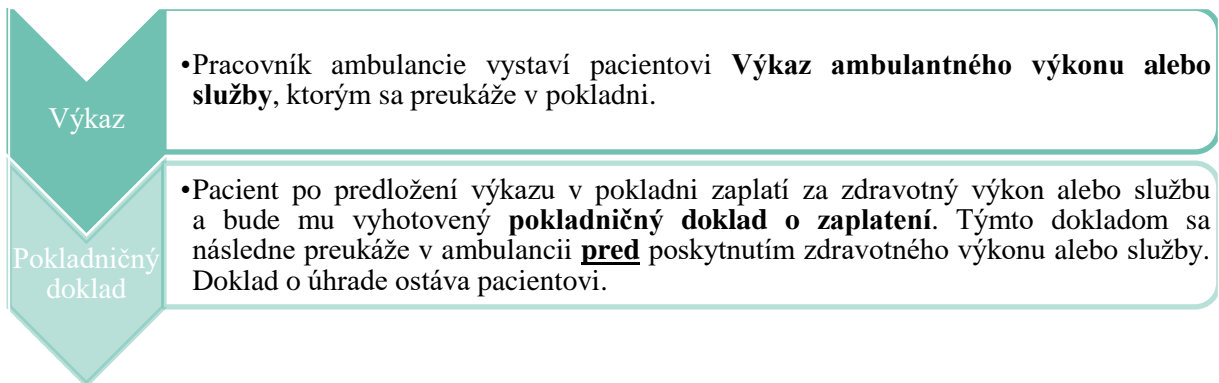 Výkaz
•Pracovník ambulancie vystaví pacientovi Výkaz ambulantného výkonu alebo
služby, ktorým sa preukáže v pokladni.
Pokladničný
doklad
•Pacient po predložení výkazu v pokladni zaplatí za zdravotný výkon alebo službu
a bude mu vyhotovený pokladničný doklad o zaplatení. Týmto dokladom sa
následne preukáže v ambulancii pred poskytnutím zdravotného výkonu alebo služby.
Doklad o úhrade ostáva pacientovi.